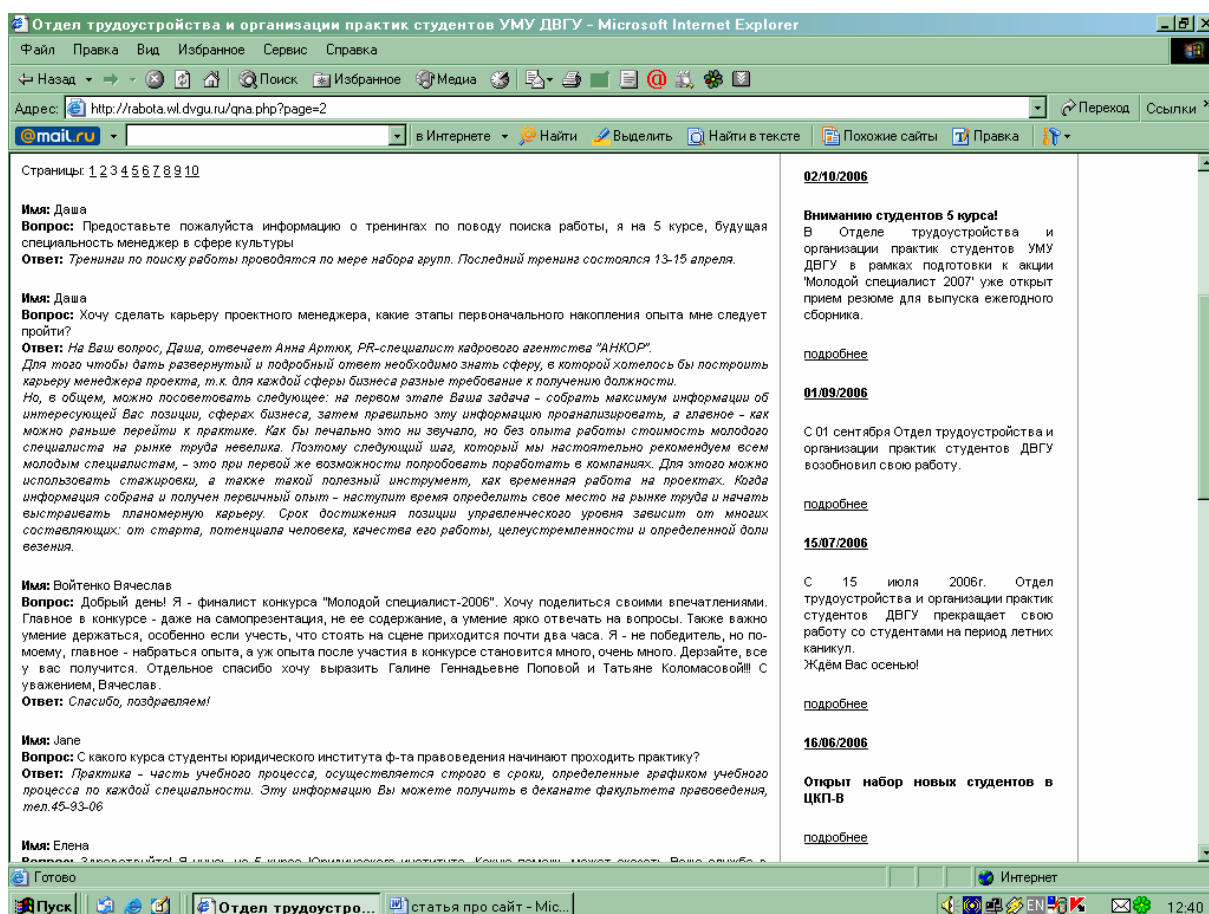 Отдел трудоустройства и организации практик студентов УМУ ДВГУ - Microsoft Internet Explorer
Файл Правка Вид Избранное Сервис Справка
Назад Поиск Избранное Медиа
Адрес: http://rabota.wl.dvgu.ru/qna.php?page=2 Переход Ссылки »
@mail.ru в Интернете Найти Выделить Найти в тексте Похожие сайты Правка
Страницы: 1 2 3 4 5 6 7 8 9 10
Имя: Даша
Вопрос: Предоставьте пожалуйста информацию о тренингах по поводу поиска работы, я на 5 курсе, будущая
специальность менеджер в сфере культуры
Ответ: Тренинги по поиску работы проводятся по мере набора групп. Последний тренинг состоялся 13-15 апреля.
Имя: Даша
Вопрос: Хочу сделать карьеру проектного менеджера, какие этапы первоначального накопления опыта мне следует
пройти?
Ответ: На Ваш вопрос, Даша, отвечает Анна Артюк, PR-специалист кадрового агентства "АНКОР".
Для того чтобы дать развернутый и подробный ответ необходимо знать сферу, в которой хотелось бы построить
карьеру менеджера проекта, т.к. для каждой сферы бизнеса разные требование к получению должности.
Но, в общем, можно посоветовать следующее: на первом этапе Ваша задача - собрать максимум информации об
интересующей Вас позиции, сферах бизнеса, затем правильно эту информацию проанализировать, а главное - как
можно раньше перейти к практике. Как бы печально это ни звучало, но без опыта работы стоимость молодого
специалиста на рынке труда невелика. Поэтому следующий шаг, который мы настоятельно рекомендуем всем
молодым специалистам, - это при первой же возможности попробовать поработать в компаниях. Для этого можно
использовать стажировки, а также такой полезный инструмент, как временная работа на проектах. Когда
информация собрана и получен первичный опыт - наступит время определить свое место на рынке труда и начать
выстраивать планомерную карьеру. Срок достижения позиции управленческого уровня зависит от многих
составляющих: от старта, потенциала человека, качества его работы, целеустремленности и определенной доли
везения.
Имя: Войтенко Вячеслав
Вопрос: Добрый день! Я - финалист конкурса "Молодой специалист-2006". Хочу поделиться своими впечатлениями.
Главное в конкурсе - даже на самопрезентация, не ее содержание, а умение ярко отвечать на вопросы. Также важно
умение держаться, особенно если учесть, что стоять на сцене приходится почти два часа. Я - не победитель, но по-
моему, главное - набраться опыта, а уж опыта после участия в конкурсе становится много, очень много. Дерзайте, все
у вас получится. Отдельное спасибо хочу выразить Галине Геннадьевне Поповой и Татьяне Коломасовой!!! С
уважением, Вячеслав.
Ответ: Спасибо, поздравляем!
Имя: Jane
Вопрос: С какого курса студенты юридического института ф-та правоведения начинают проходить практику?
Ответ: Практика - часть учебного процесса, осуществляется строго в сроки, определенные графиком учебного
процесса по каждой специальности. Эту информацию Вы можете получить в деканате факультета правоведения,
тел.45-93-06
Имя: Елена
02/10/2006
Вниманию студентов 5 курса!
В Отделе трудоустройства и
организации практик студентов УМУ
ДВГУ в рамках подготовки к акции
'Молодой специалист 2007' уже открыт
прием резюме для выпуска ежегодного
сборника.
подробнее
01/09/2006
С 01 сентября Отдел трудоустройства и
организации практик студентов ДВГУ
возобновил свою работу.
подробнее
15/07/2006
С 15 июля 2006г. Отдел
трудоустройства и организации практик
студентов ДВГУ прекращает свою
работу со студентами на период летних
каникул.
Ждём Вас осенью!
подробнее
16/06/2006
Открыт набор новых студентов в
ЦКП-В
подробнее
Готово Интернет
Пуск Отдел трудоустро... статья про сайт - Mic... EN 12:40